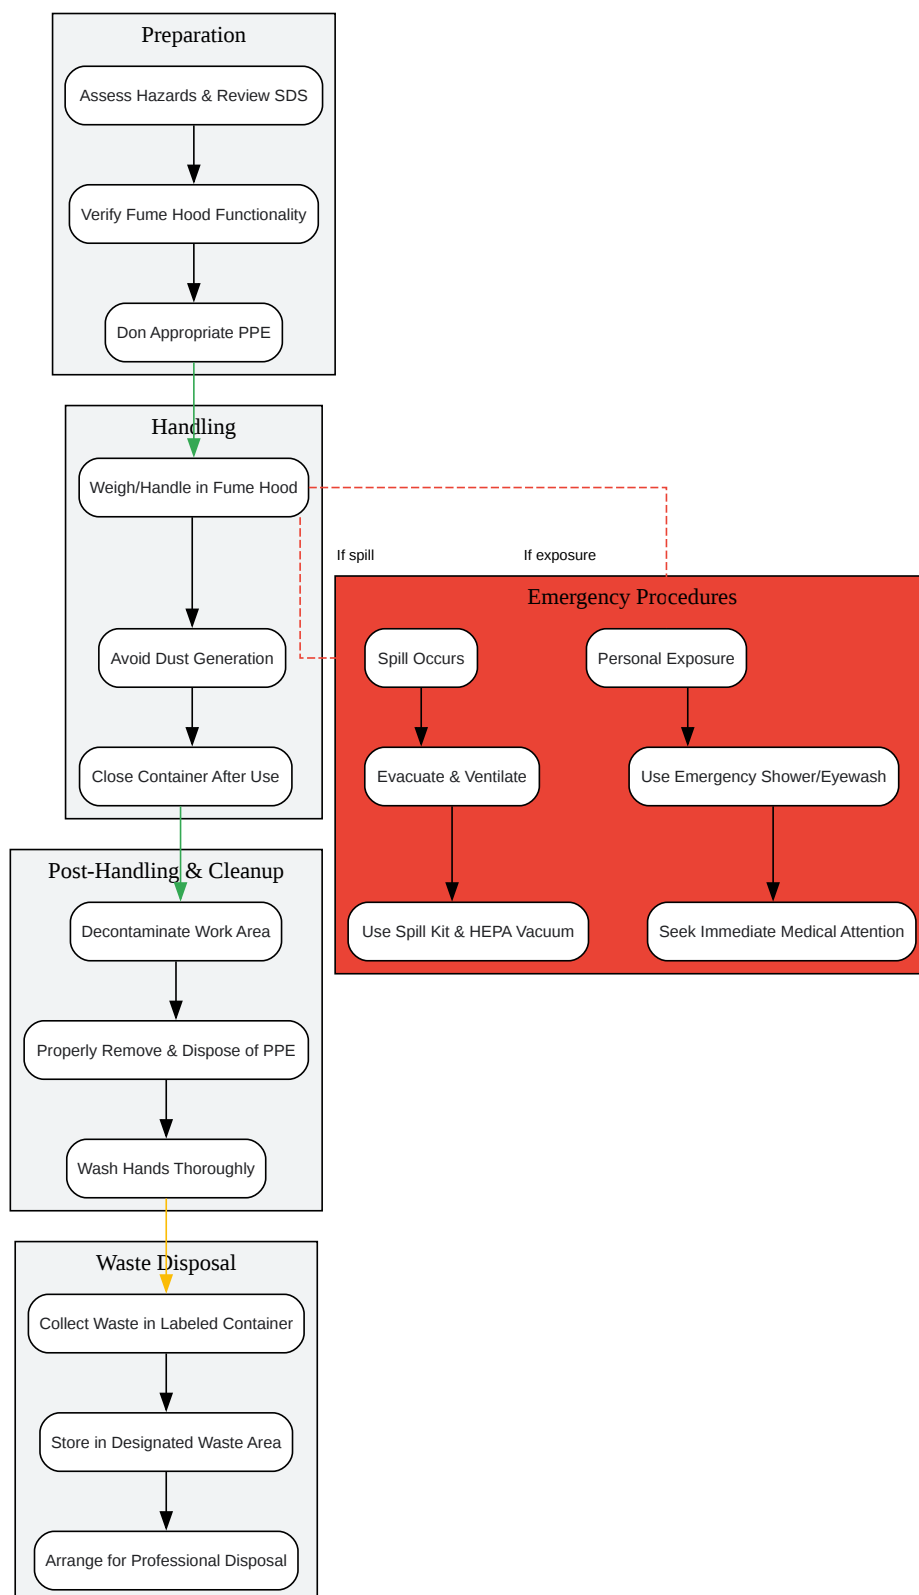 Preparation
Assess Hazards & Review SDS
Verify Fume Hood Functionality
Don Appropriate PPE
Handling
Weigh/Handle in Fume Hood
Avoid Dust Generation
Close Container After Use
If spill
If exposure
Emergency Procedures
Spill Occurs
Personal Exposure
Evacuate & Ventilate
Use Emergency Shower/Eyewash
Use Spill Kit & HEPA Vacuum
Seek Immediate Medical Attention
Post-Handling & Cleanup
Decontaminate Work Area
Properly Remove & Dispose of PPE
Wash Hands Thoroughly
Waste Disposal
Collect Waste in Labeled Container
Store in Designated Waste Area
Arrange for Professional Disposal